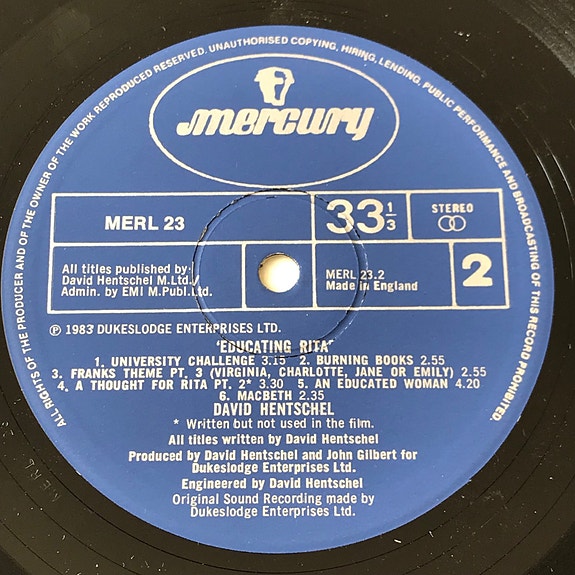 ALL RIGHTS OF THE PRODUCER AND OF THE OWNER OF THE WORK REPRODUCED RESERVED. UNAUTHORISED COPYING, HIRING, LENDING, PUBLIC PERFORMANCE AND BROADCASTING OF THIS RECORD PROHIBITED.
mercury
MERL 23
33 1/3
STEREO
All titles published by:
David Hentschel M.Ltd./
Admin. by EMI M.Publ.Ltd.
MERL 23.2
Made in England
2
℗ 1983 DUKESLODGE ENTERPRISES LTD.
'EDUCATING RITA'
1. UNIVERSITY CHALLENGE 3.15 2. BURNING BOOKS 2.55
3. FRANKS THEME PT. 3 (VIRGINIA, CHARLOTTE, JANE OR EMILY) 2.55
4. A THOUGHT FOR RITA PT. 2* 3.30 5. AN EDUCATED WOMAN 4.20
6. MACBETH 2.35
DAVID HENTSCHEL
* Written but not used in the film.
All titles written by David Hentschel
Produced by David Hentschel and John Gilbert for
Dukeslodge Enterprises Ltd.
Engineered by David Hentschel
Original Sound Recording made by
Dukeslodge Enterprises Ltd.
MERL